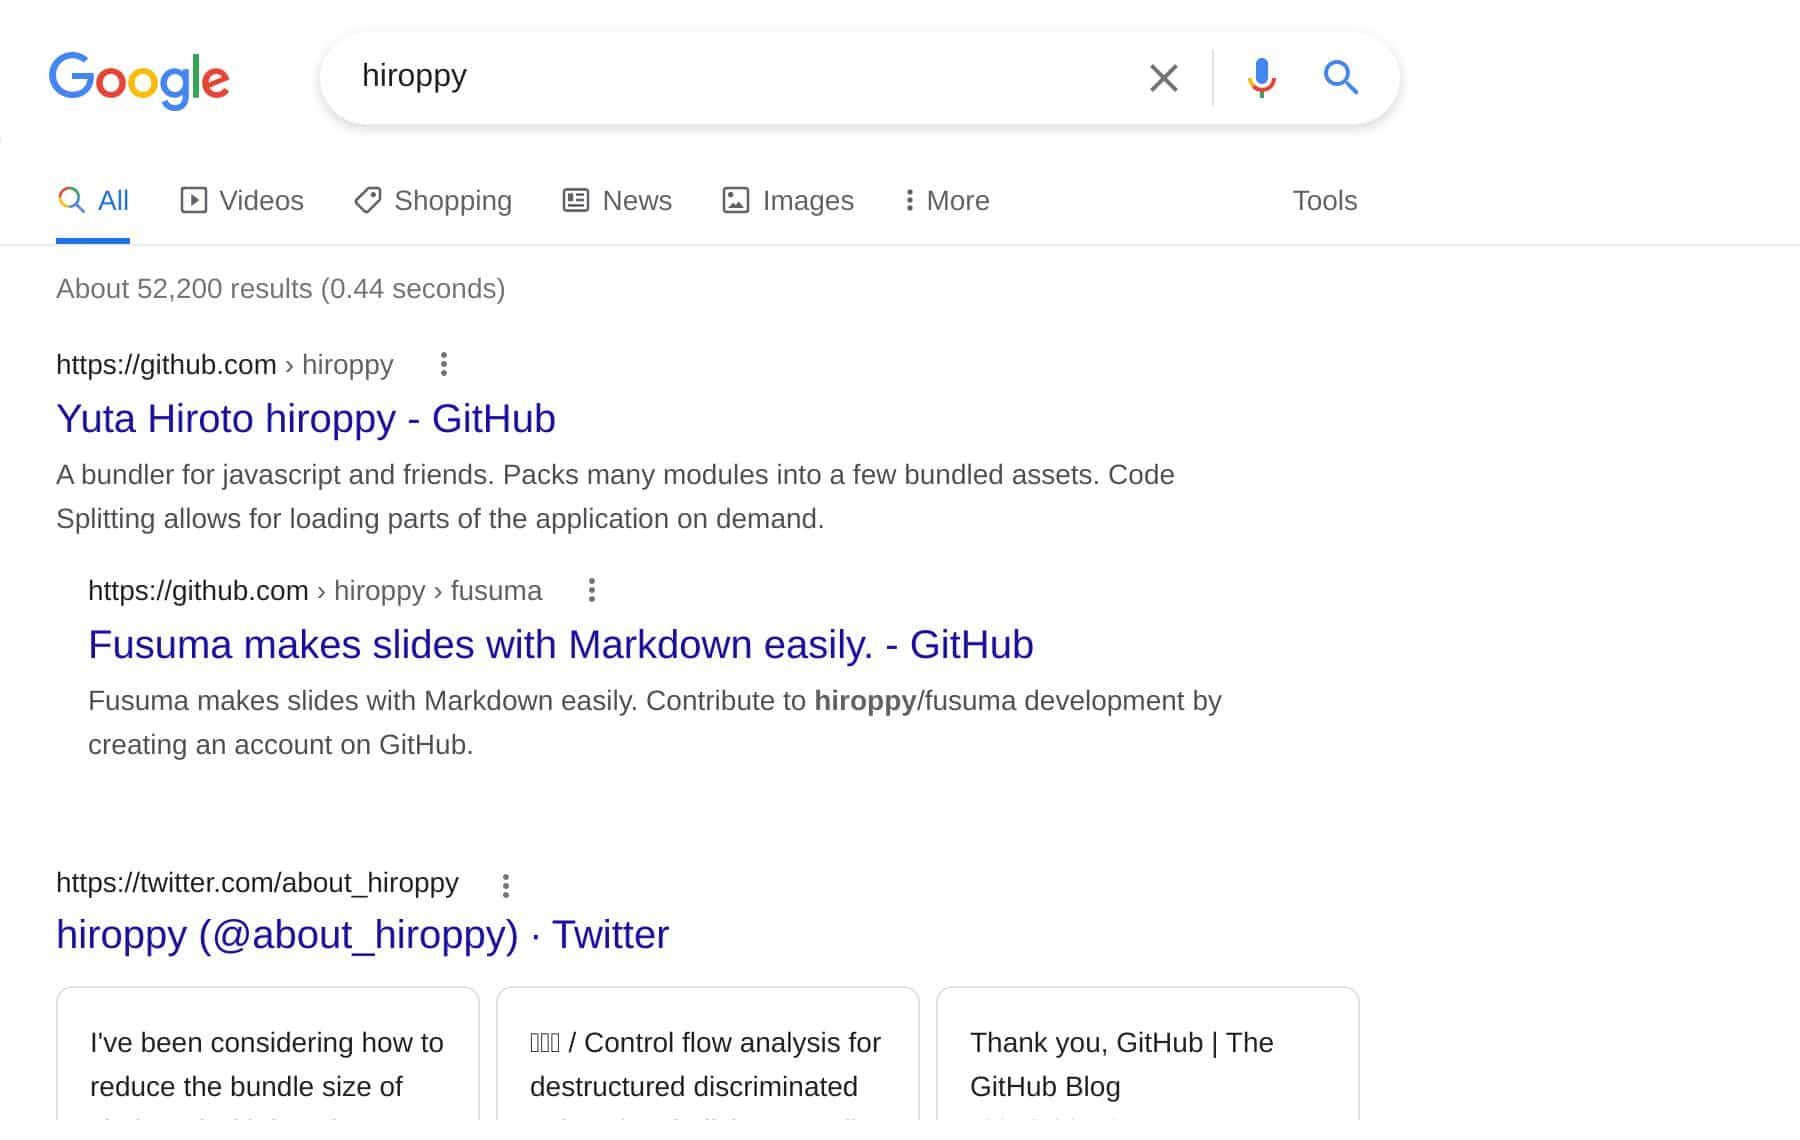 Google
hiroppy
All Videos Shopping News Images More Tools
About 52,200 results (0.44 seconds)
https://github.com › hiroppy
Yuta Hiroto hiroppy - GitHub
A bundler for javascript and friends. Packs many modules into a few bundled assets. Code
Splitting allows for loading parts of the application on demand.
https://github.com › hiroppy › fusuma
Fusuma makes slides with Markdown easily. - GitHub
Fusuma makes slides with Markdown easily. Contribute to hiroppy/fusuma development by
creating an account on GitHub.
https://twitter.com/about_hiroppy
hiroppy (@about_hiroppy) · Twitter
I've been considering how to
reduce the bundle size of
/ Control flow analysis for
destructured discriminated
Thank you, GitHub | The
GitHub Blog